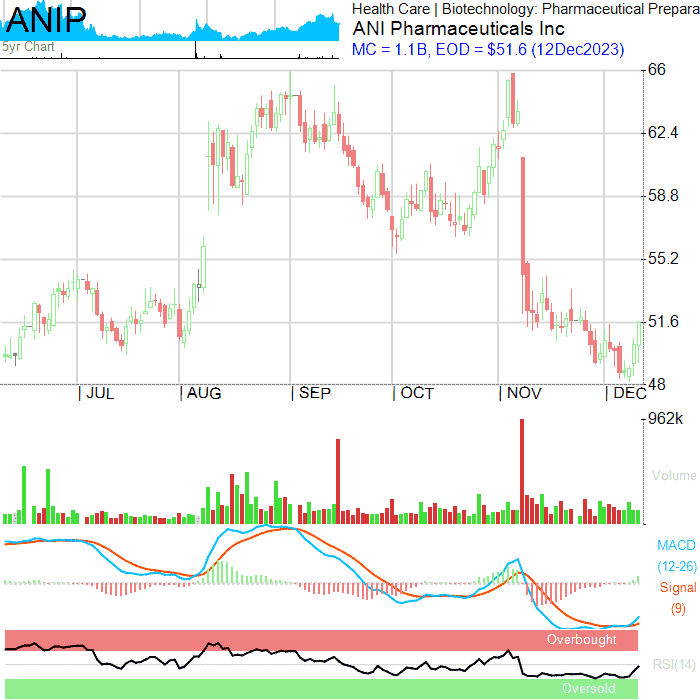 ANIP
5yr Chart
Health Care | Biotechnology: Pharmaceutical Prepara
ANI Pharmaceuticals Inc
MC = 1.1B, EOD = $51.6 (12Dec2023)
66
62.4
58.8
55.2
51.6
48
JUL AUG SEP OCT NOV DEC
962k
Volume
MACD
(12-26)
Signal
(9)
Overbought
RSI(14)
Oversold